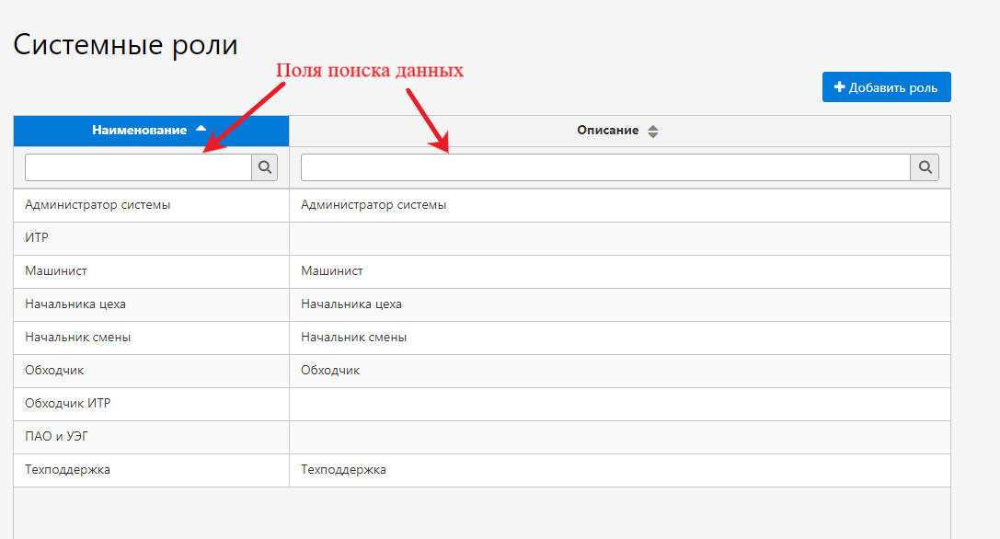 Системные роли
Поля поиска данных
Добавить роль
Наименование Описание
Администратор системы Администратор системы
ИТР
Машинист Машинист
Начальника цеха Начальника цеха
Начальник смены Начальник смены
Обходчик Обходчик
Обходчик ИТР
ПАО и УЭГ
Техподдержка Техподдержка